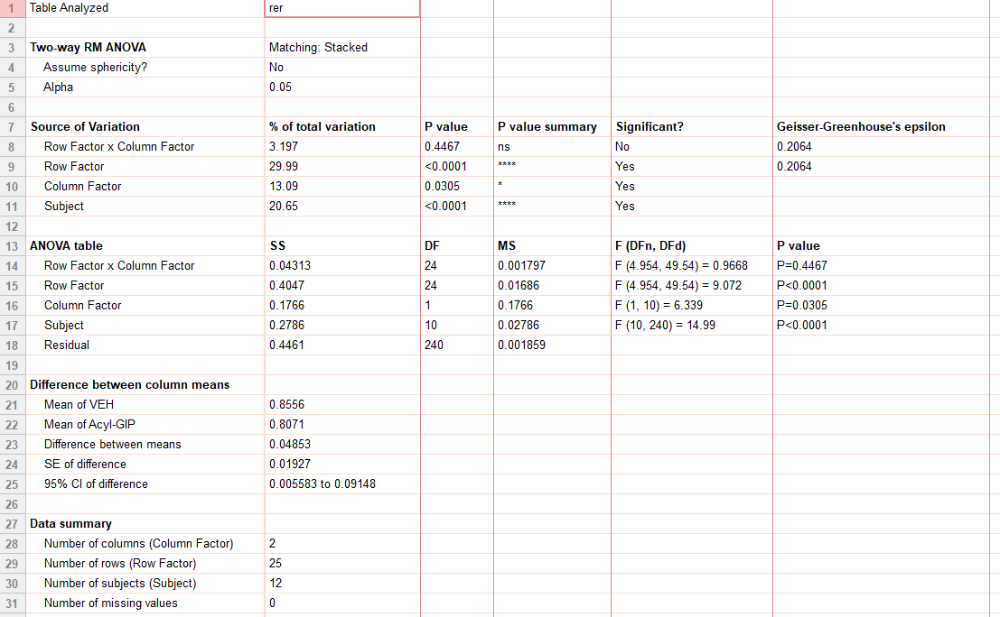 1 Table Analyzed rer
2
3 Two-way RM ANOVA Matching: Stacked
4 Assume sphericity? No
5 Alpha 0.05
6
7 Source of Variation % of total variation P value P value summary Significant? Geisser-Greenhouse's epsilon
8 Row Factor x Column Factor 3.197 0.4467 ns No 0.2064
9 Row Factor 29.99 <0.0001 **** Yes 0.2064
10 Column Factor 13.09 0.0305 * Yes
11 Subject 20.65 <0.0001 **** Yes
12
13 ANOVA table SS DF MS F (DFn, DFd) P value
14 Row Factor x Column Factor 0.04313 24 0.001797 F (4.954, 49.54) = 0.9668 P=0.4467
15 Row Factor 0.4047 24 0.01686 F (4.954, 49.54) = 9.072 P<0.0001
16 Column Factor 0.1766 1 0.1766 F (1, 10) = 6.339 P=0.0305
17 Subject 0.2786 10 0.02786 F (10, 240) = 14.99 P<0.0001
18 Residual 0.4461 240 0.001859
19
20 Difference between column means
21 Mean of VEH 0.8556
22 Mean of Acyl-GIP 0.8071
23 Difference between means 0.04853
24 SE of difference 0.01927
25 95% CI of difference 0.005583 to 0.09148
26
27 Data summary
28 Number of columns (Column Factor) 2
29 Number of rows (Row Factor) 25
30 Number of subjects (Subject) 12
31 Number of missing values 0